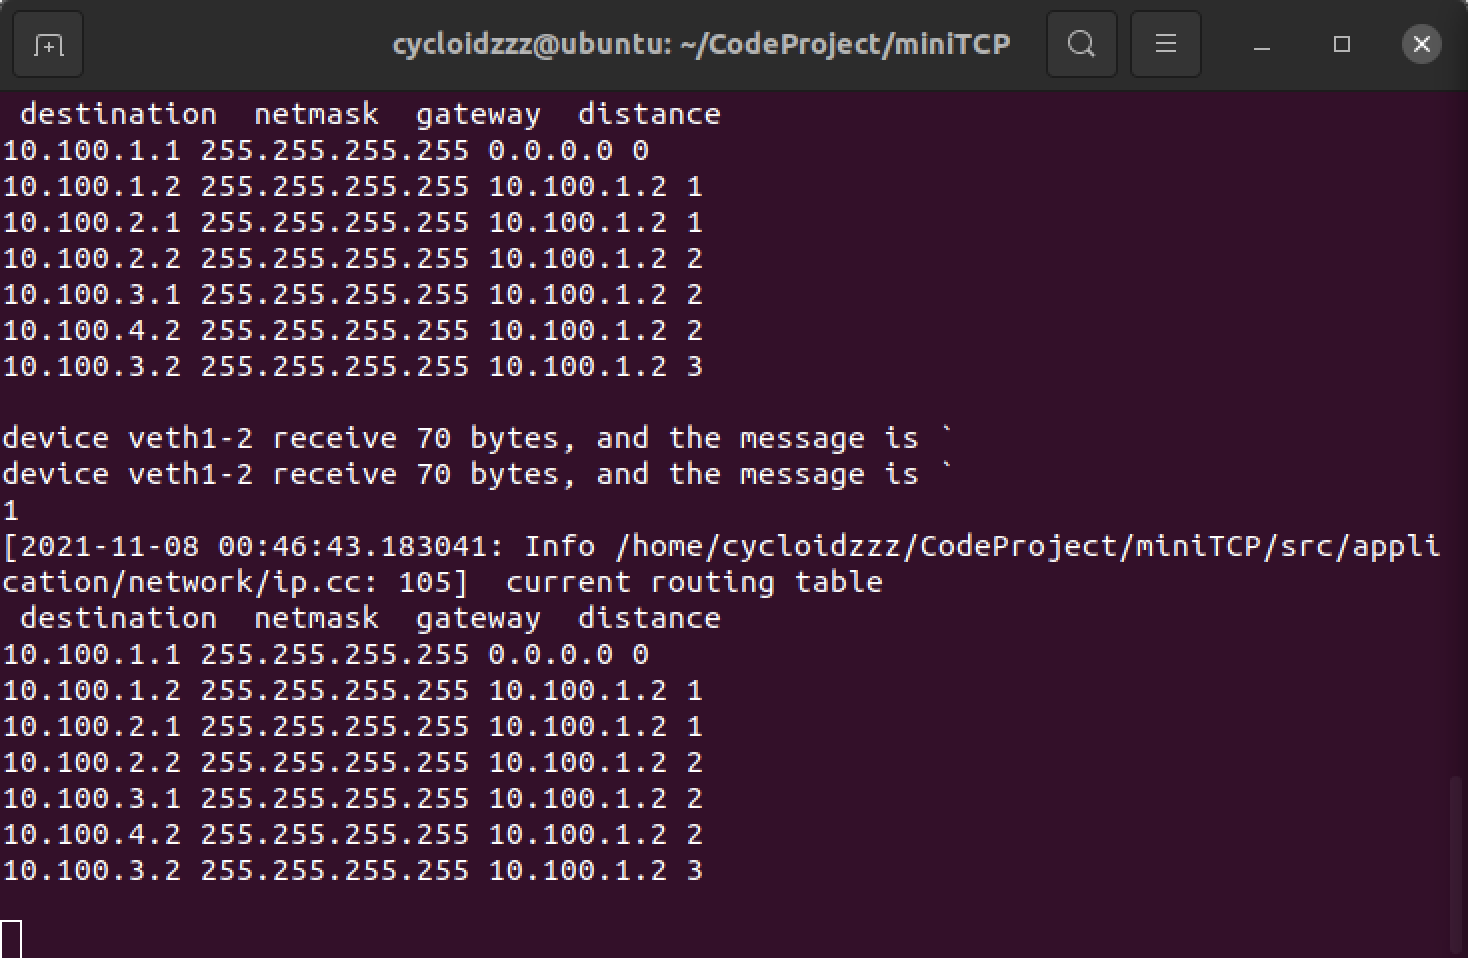 cycloidzzz@ubuntu: ~/CodeProject/miniTCP
 destination  netmask  gateway  distance
10.100.1.1 255.255.255.255 0.0.0.0 0
10.100.1.2 255.255.255.255 10.100.1.2 1
10.100.2.1 255.255.255.255 10.100.1.2 1
10.100.2.2 255.255.255.255 10.100.1.2 2
10.100.3.1 255.255.255.255 10.100.1.2 2
10.100.4.2 255.255.255.255 10.100.1.2 2
10.100.3.2 255.255.255.255 10.100.1.2 3
device veth1-2 receive 70 bytes, and the message is `
device veth1-2 receive 70 bytes, and the message is `
1
[2021-11-08 00:46:43.183041: Info /home/cycloidzzz/CodeProject/miniTCP/src/appli
cation/network/ip.cc: 105]  current routing table
 destination  netmask  gateway  distance
10.100.1.1 255.255.255.255 0.0.0.0 0
10.100.1.2 255.255.255.255 10.100.1.2 1
10.100.2.1 255.255.255.255 10.100.1.2 1
10.100.2.2 255.255.255.255 10.100.1.2 2
10.100.3.1 255.255.255.255 10.100.1.2 2
10.100.4.2 255.255.255.255 10.100.1.2 2
10.100.3.2 255.255.255.255 10.100.1.2 3